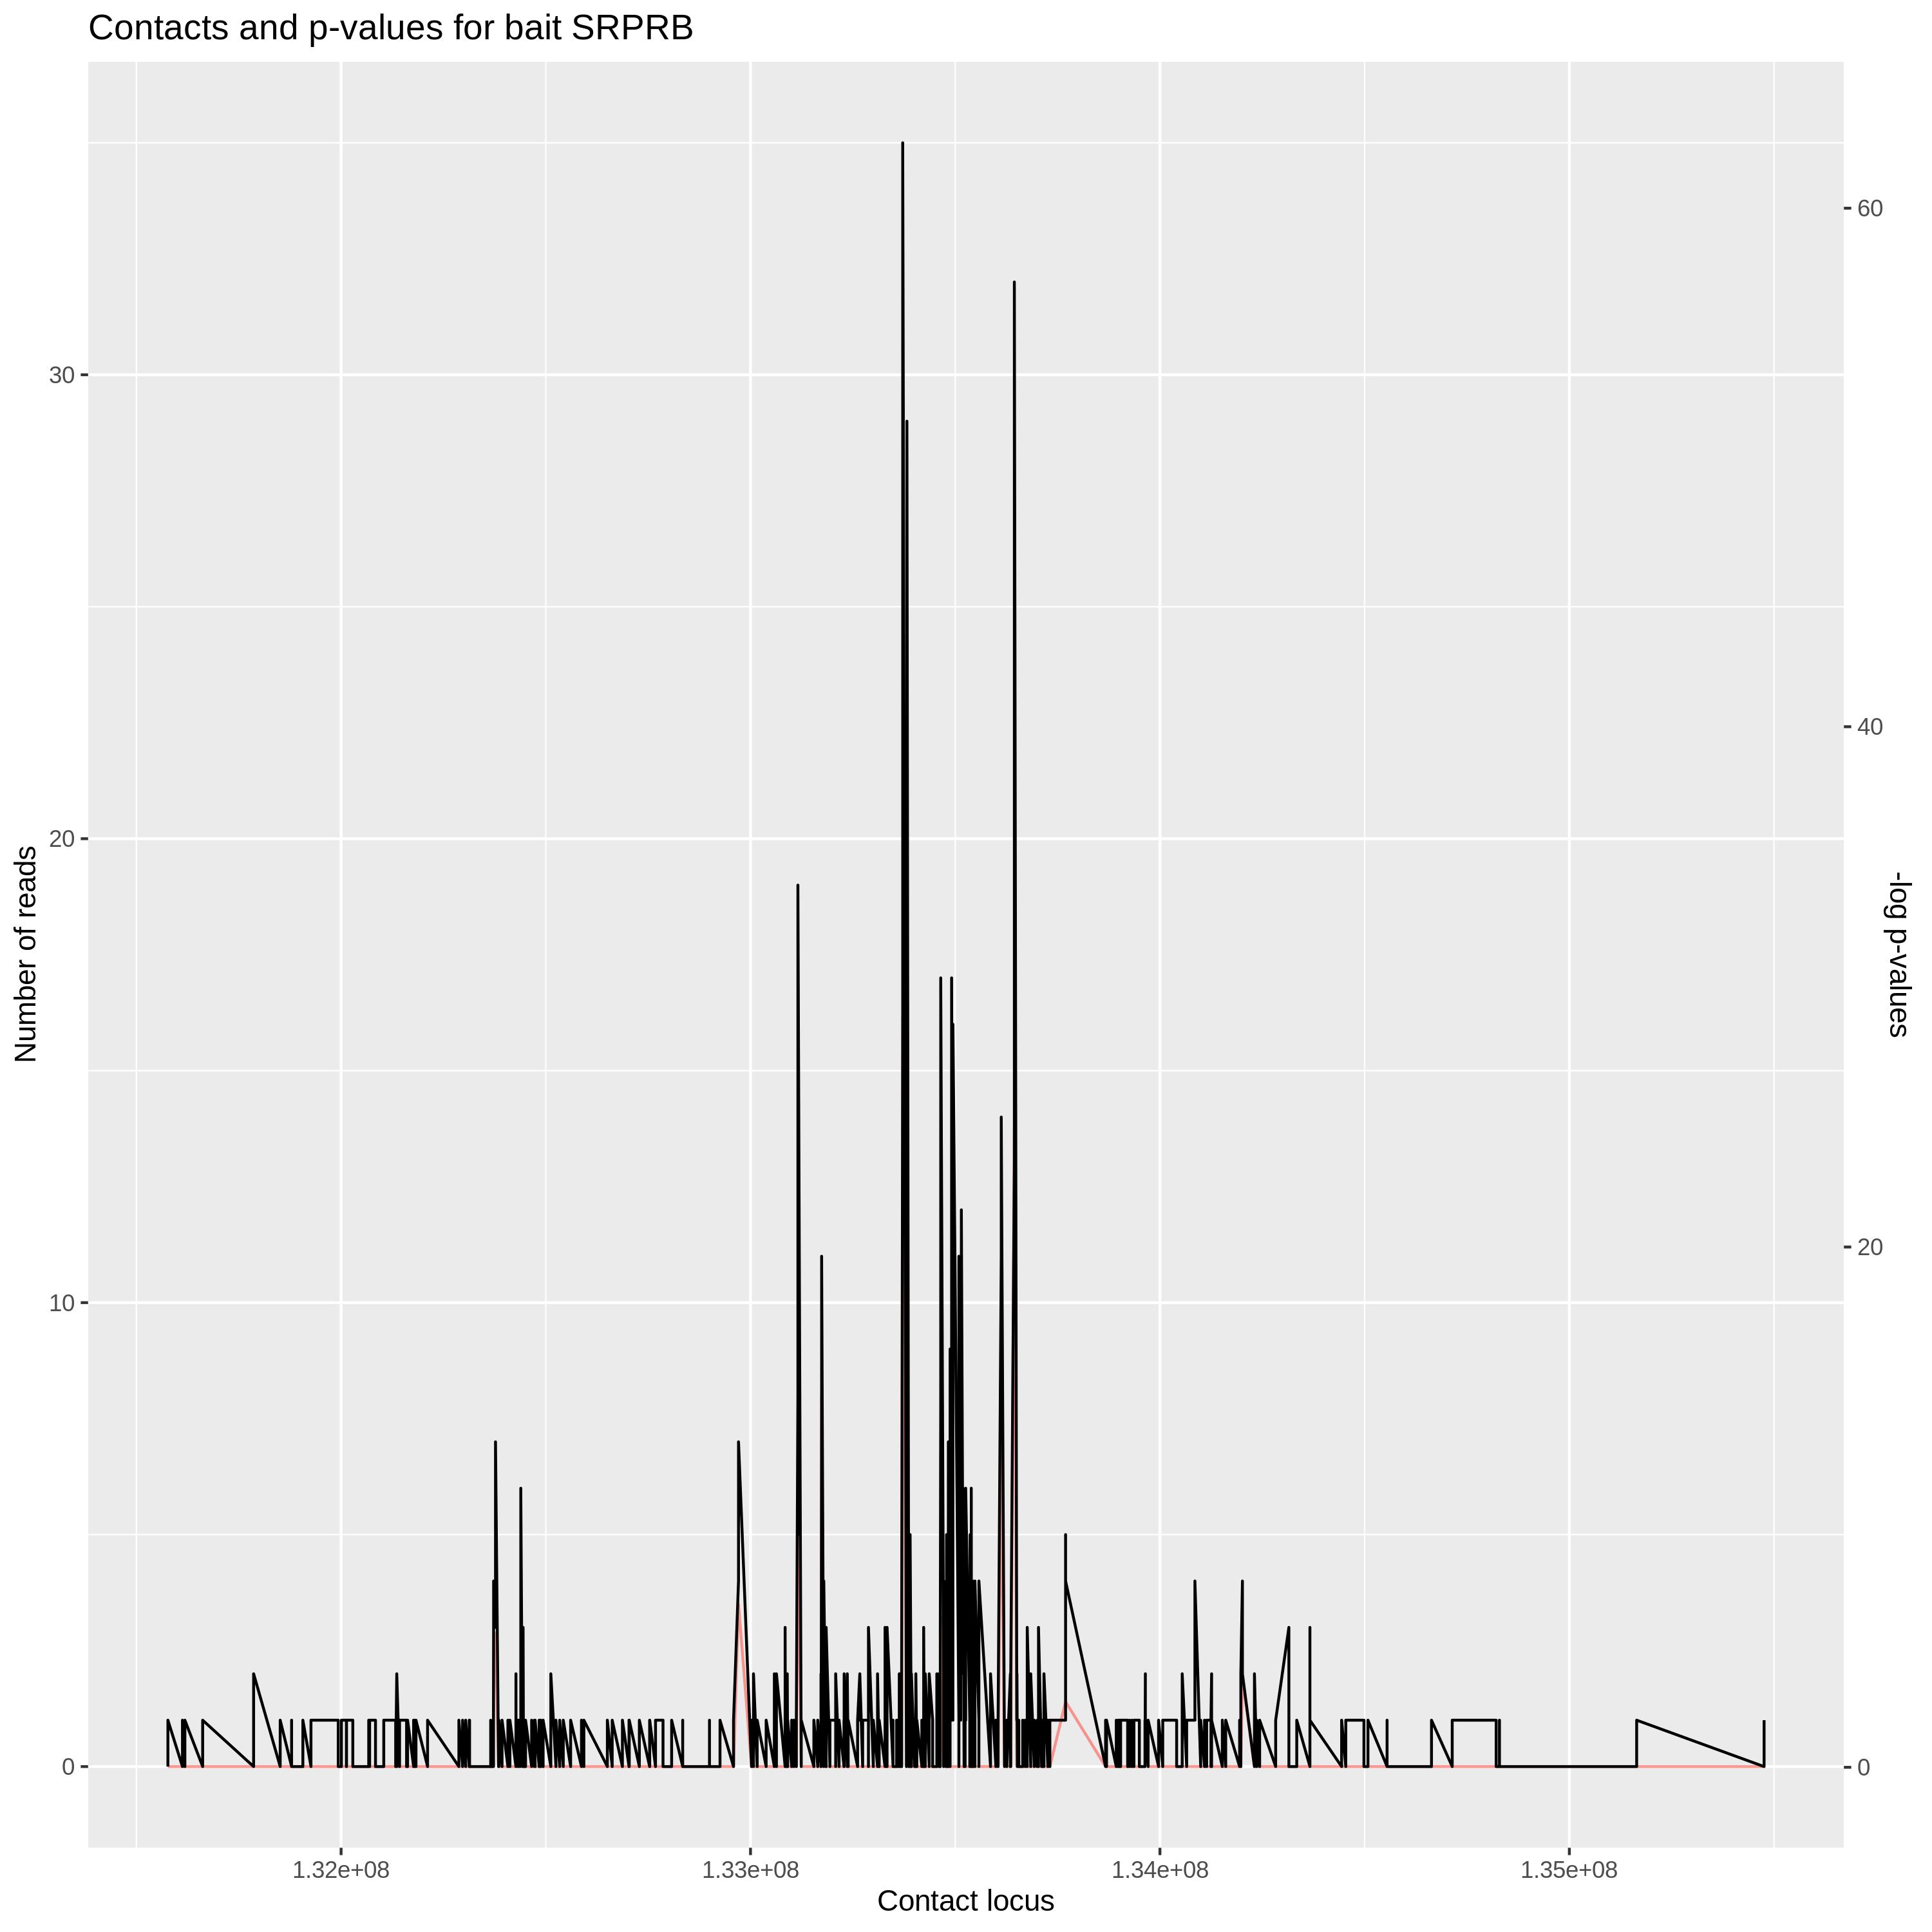 Contacts and p-values for bait SRPRB
30
20
10
0
Number of reads
60
40
20
0
-log p-values
1.32e+08
1.33e+08
1.34e+08
1.35e+08
Contact locus